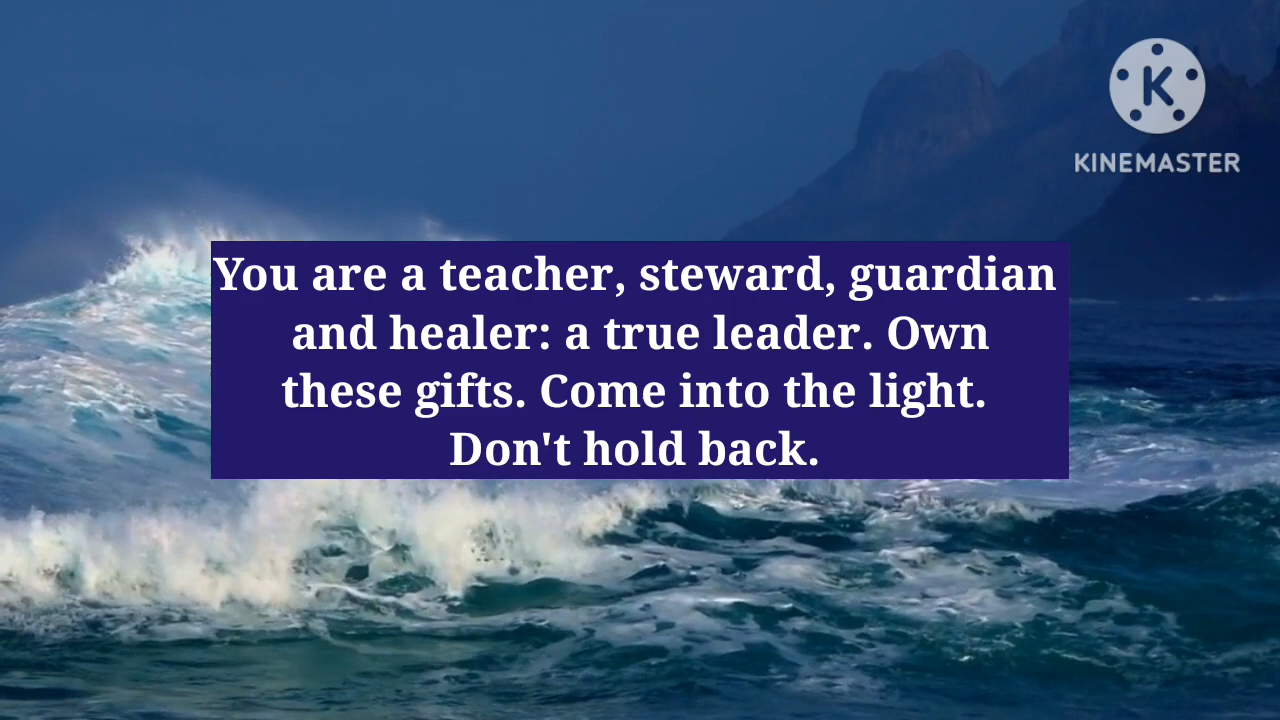 KINEMASTER
You are a teacher, steward, guardian
and healer: a true leader. Own
these gifts. Come into the light.
Don't hold back.